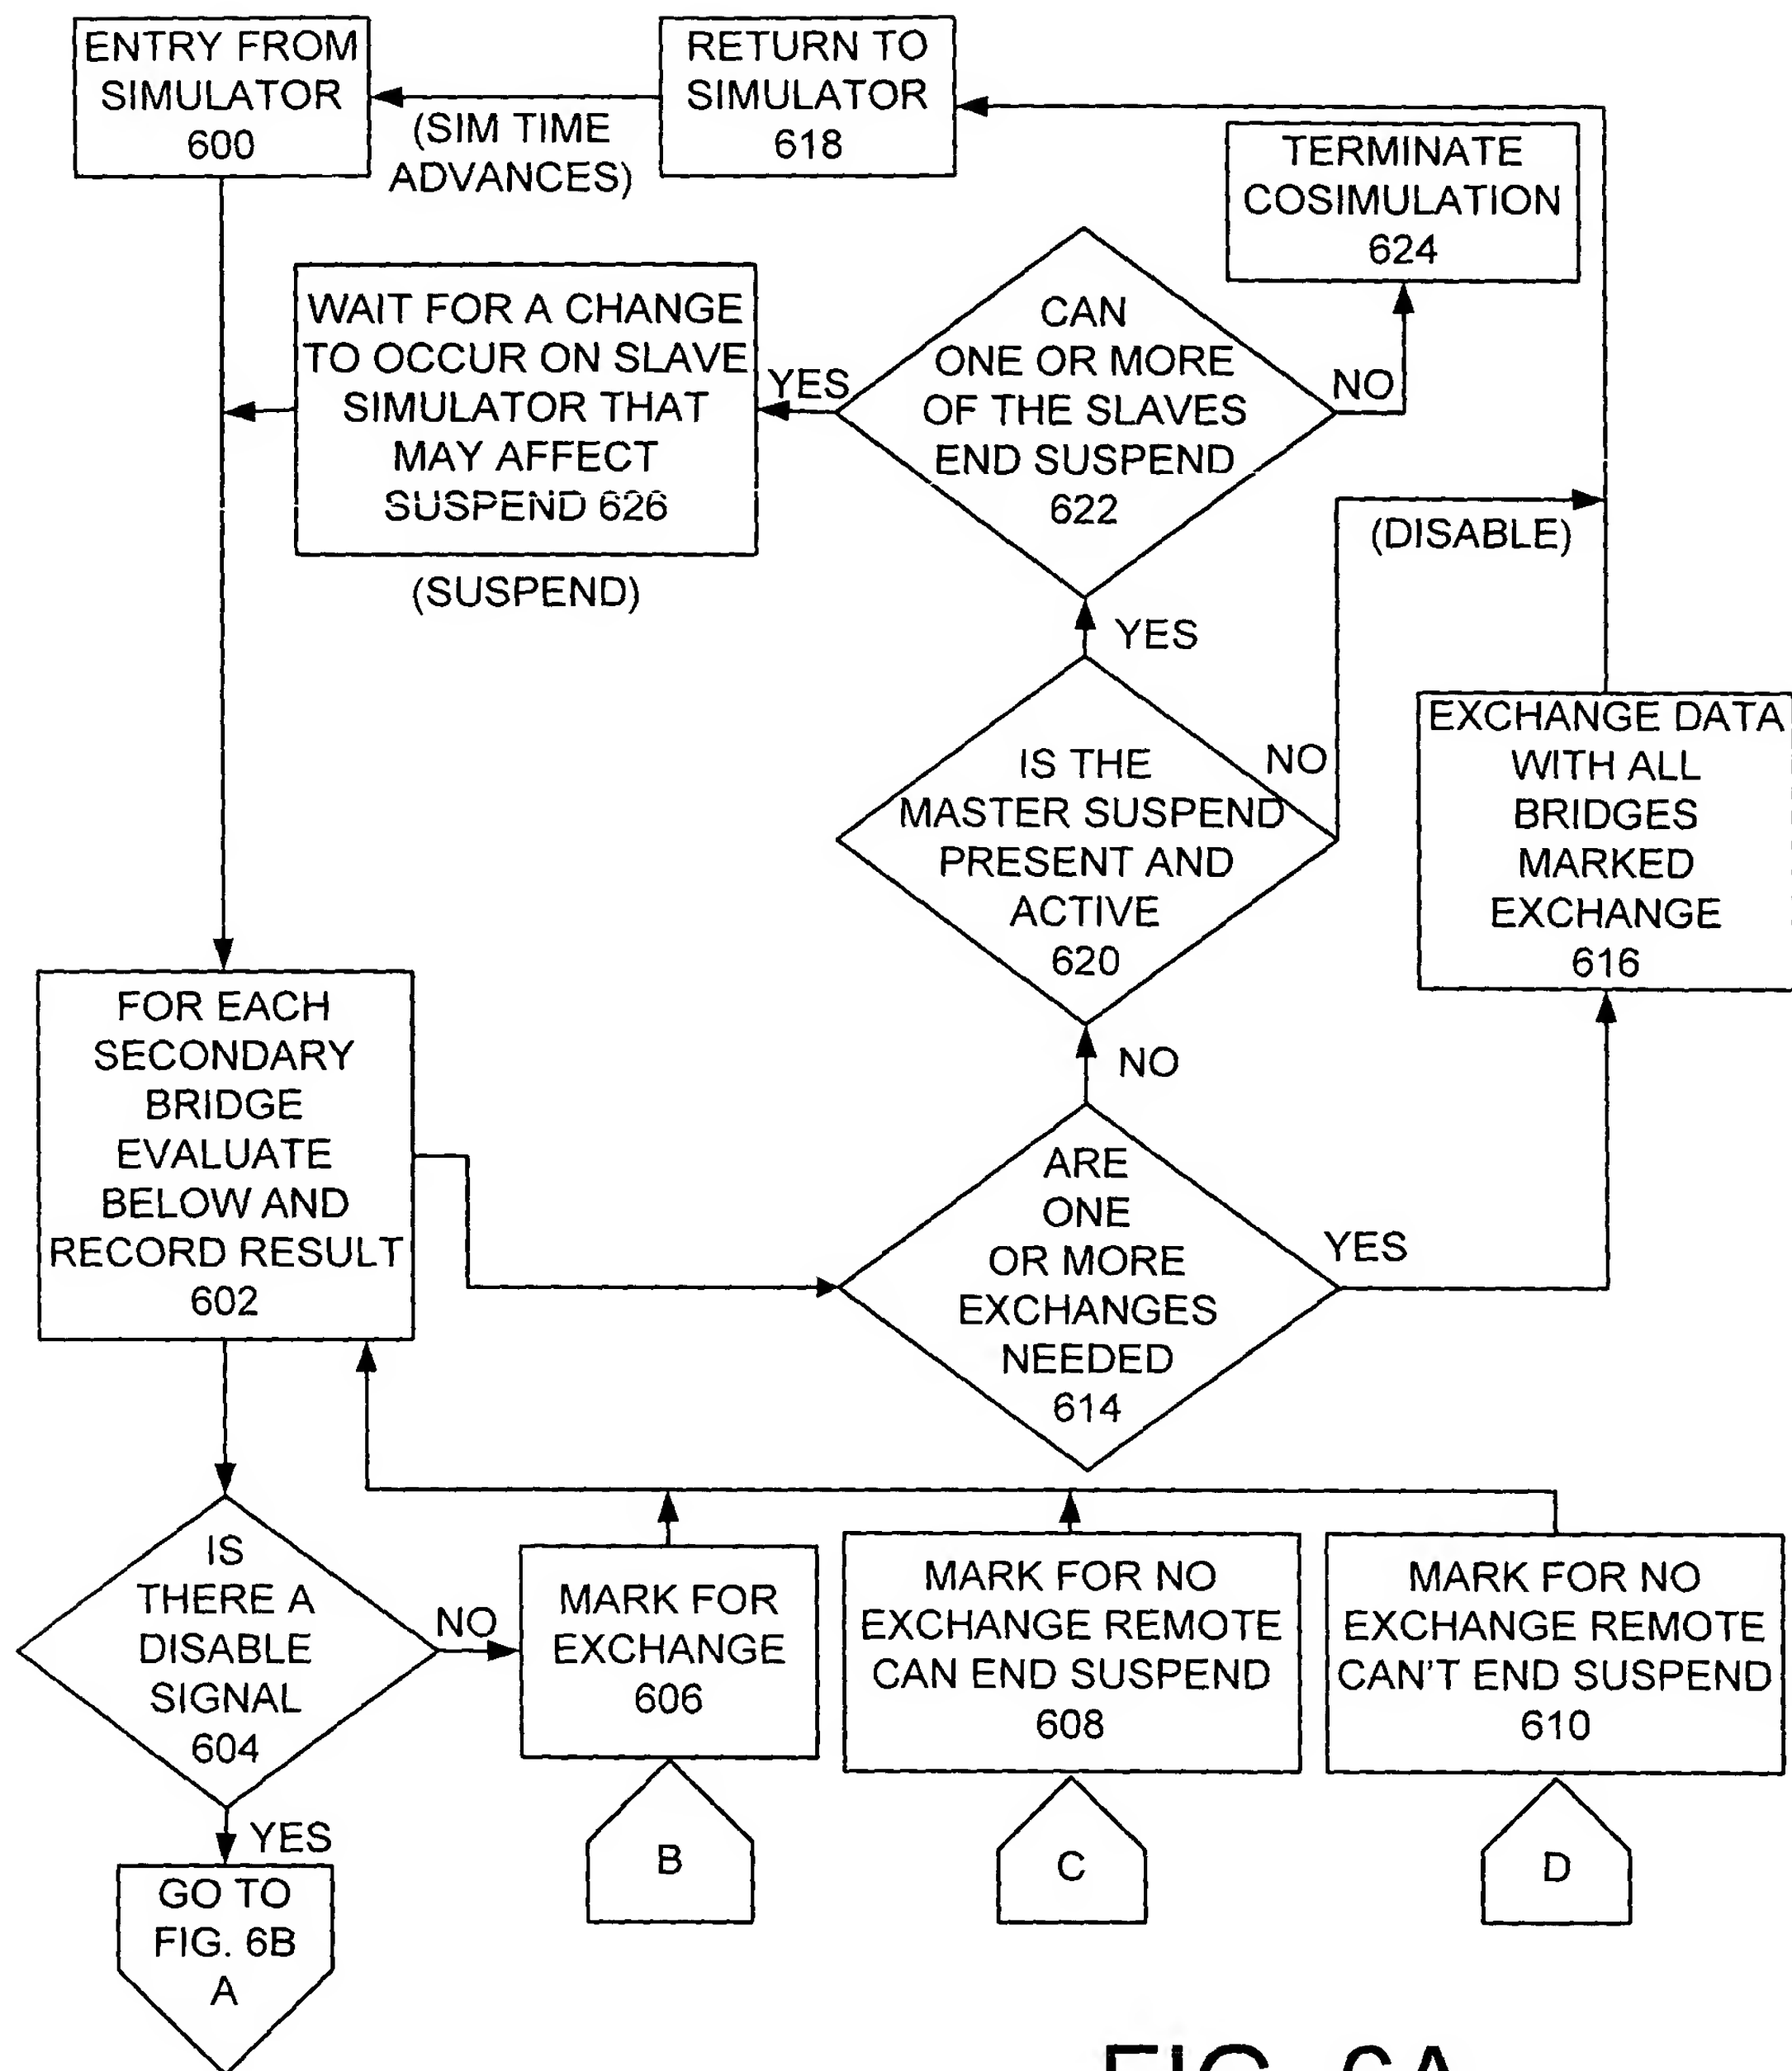 ENTRY FROM
SIMULATOR
600
RETURN TO
SIMULATOR
618
(SIM TIME
ADVANCES)
TERMINATE
COSIMULATION
624
WAIT FOR A CHANGE
TO OCCUR ON SLAVE
SIMULATOR THAT
MAY AFFECT
SUSPEND 626
(SUSPEND)
YES
CAN
ONE OR MORE
OF THE SLAVES
END SUSPEND
622
NO
(DISABLE)
YES
IS THE
MASTER SUSPEND
PRESENT AND
ACTIVE
620
NO
EXCHANGE DATA
WITH ALL
BRIDGES
MARKED
EXCHANGE
616
FOR EACH
SECONDARY
BRIDGE
EVALUATE
BELOW AND
RECORD RESULT
602
NO
ARE
ONE
OR MORE
EXCHANGES
NEEDED
614
YES
IS
THERE A
DISABLE
SIGNAL
604
NO
MARK FOR
EXCHANGE
606
MARK FOR NO
EXCHANGE REMOTE
CAN END SUSPEND
608
MARK FOR NO
EXCHANGE REMOTE
CAN'T END SUSPEND
610
YES
GO TO
FIG. 6B
A
B
C
D
FIG. 6A